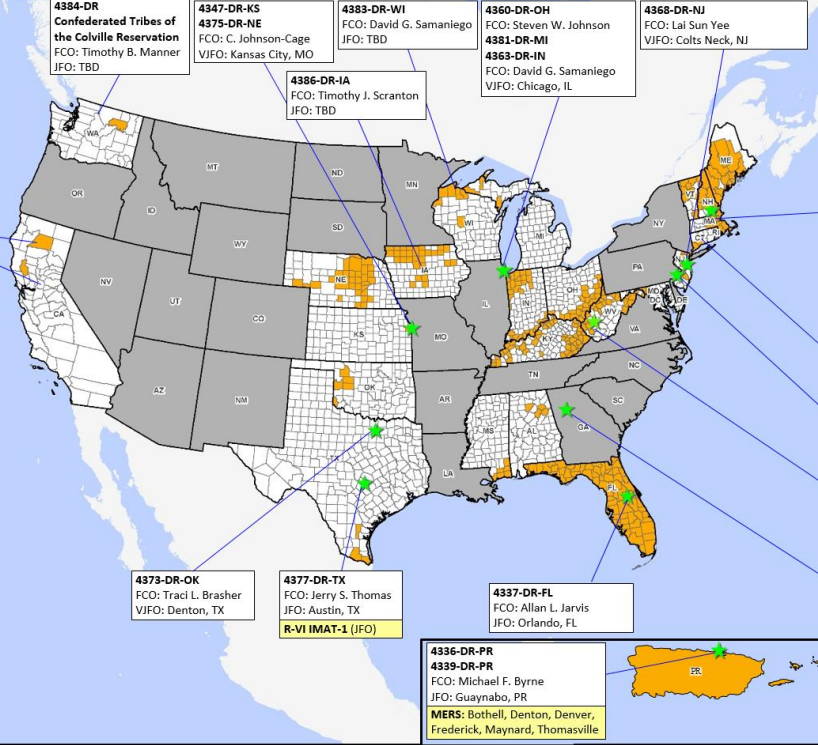 4384-DR
Confederated Tribes of
the Colville Reservation
FCO: Timothy B. Manner
JFO: TBD
4347-DR-KS
4375-DR-NE
FCO: C. Johnson-Cage
VJFO: Kansas City, MO
4383-DR-WI
FCO: David G. Samaniego
JFO: TBD
4360-DR-OH
FCO: Steven W. Johnson
4381-DR-MI
4363-DR-IN
FCO: David G. Samaniego
VJFO: Chicago, IL
4368-DR-NJ
FCO: Lai Sun Yee
VJFO: Colts Neck, NJ
4386-DR-IA
FCO: Timothy J. Scranton
JFO: TBD
WA
MT
ND
MN
ME
OR
ID
SD
WI
MI
VT
NH
NY
MA
CT
RI
WY
NE
IA
PA
NJ
NV
UT
CO
IL
IN
OH
MD
DC
DE
CA
KS
MO
KY
WV
VA
AZ
NM
OK
AR
TN
NC
SC
MS
AL
GA
TX
LA
FL
4373-DR-OK
FCO: Traci L. Brasher
VJFO: Denton, TX
4377-DR-TX
FCO: Jerry S. Thomas
JFO: Austin, TX
R-VI IMAT-1 (JFO)
4337-DR-FL
FCO: Allan L. Jarvis
JFO: Orlando, FL
4336-DR-PR
4339-DR-PR
FCO: Michael F. Byrne
JFO: Guaynabo, PR
MERS: Bothell, Denton, Denver,
Frederick, Maynard, Thomasville
PR